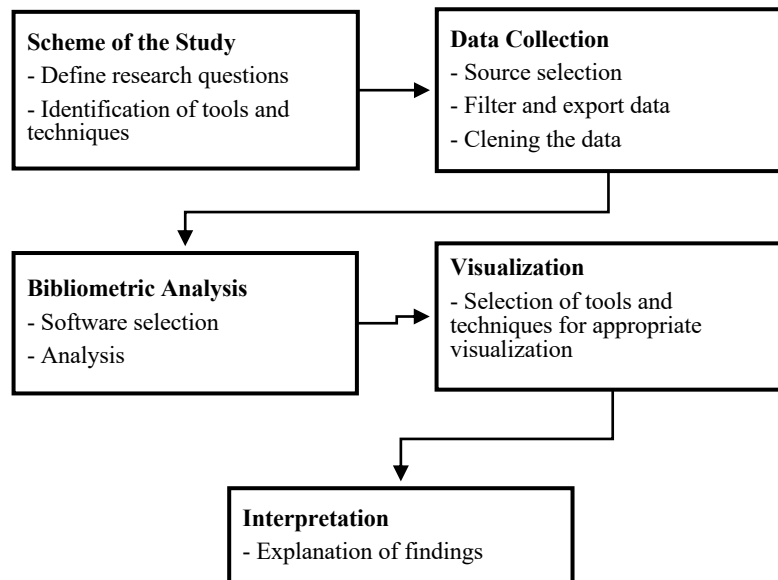 Scheme of the Study
- Define research questions
- Identification of tools and
techniques
Data Collection
- Source selection
- Filter and export data
- Clening the data
Bibliometric Analysis
- Software selection
- Analysis
Visualization
- Selection of tools and
techniques for appropriate
visualization
Interpretation
- Explanation of findings